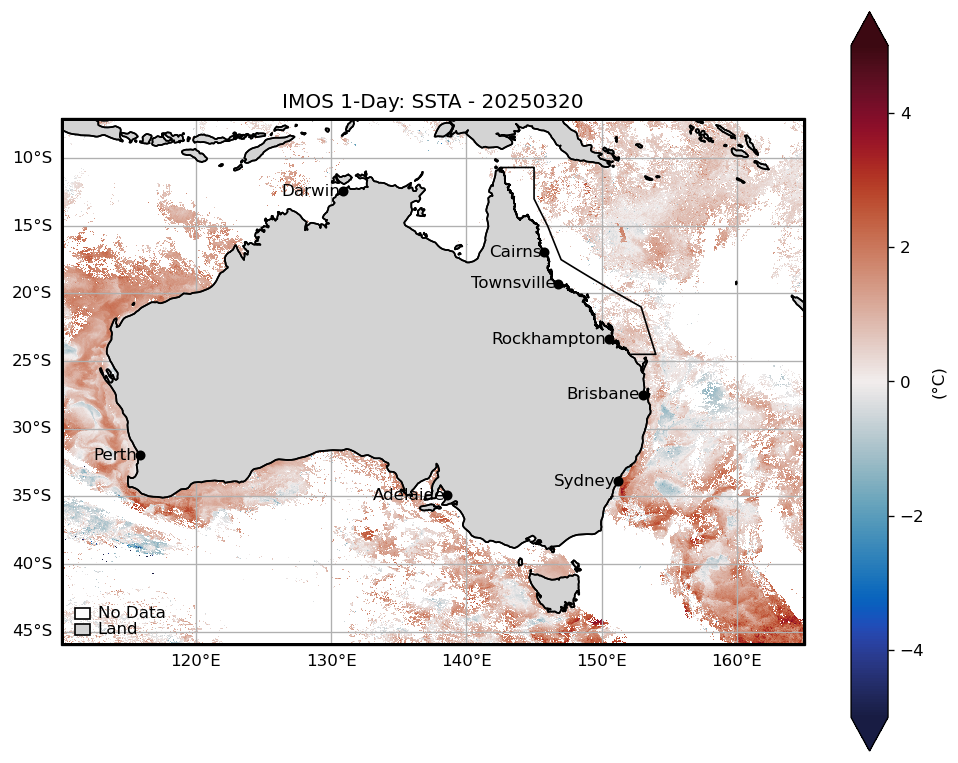 IMOS 1-Day: SSTA - 20250320
10°S
15°S
20°S
25°S
30°S
35°S
40°S
45°S
Darwin
Cairns
Townsville
Rockhampton
Brisbane
Perth
Sydney
Adelaide
No Data
Land
120°E
130°E
140°E
150°E
160°E
4
2
0
−2
−4
(°C)